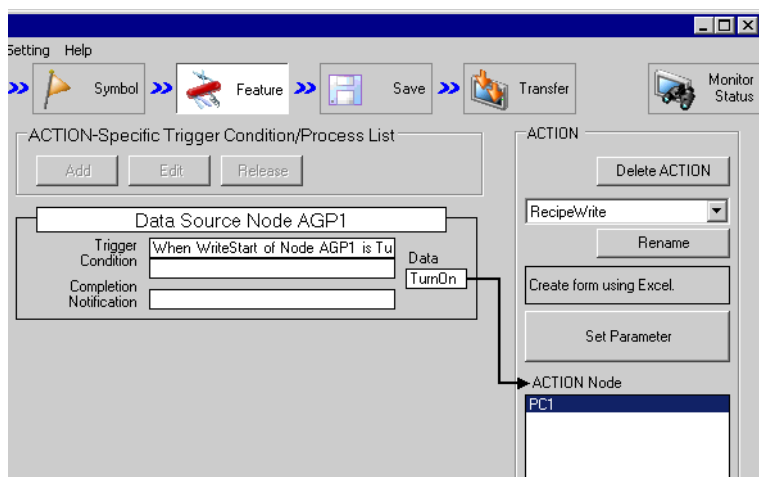 Setting Help
Symbol Feature Save Transfer Monitor Status
ACTION-Specific Trigger Condition/Process List
Add Edit Release
Data Source Node AGP1
Trigger Condition
When WriteStart of Node AGP1 is Tu
Data
TurnOn
Completion Notification
ACTION
Delete ACTION
RecipeWrite
Rename
Create form using Excel.
Set Parameter
ACTION Node
PC1